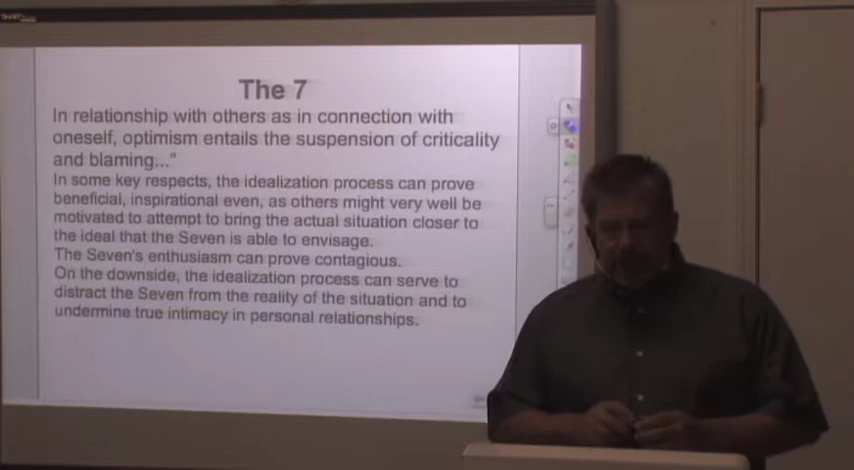 The 7
In relationship with others as in connection with
oneself, optimism entails the suspension of criticality
and blaming..."
In some key respects, the idealization process can prove
beneficial, inspirational even, as others might very well be
motivated to attempt to bring the actual situation closer to
the ideal that the Seven is able to envisage.
The Seven's enthusiasm can prove contagious.
On the downside, the idealization process can serve to
distract the Seven from the reality of the situation and to
undermine true intimacy in personal relationships.